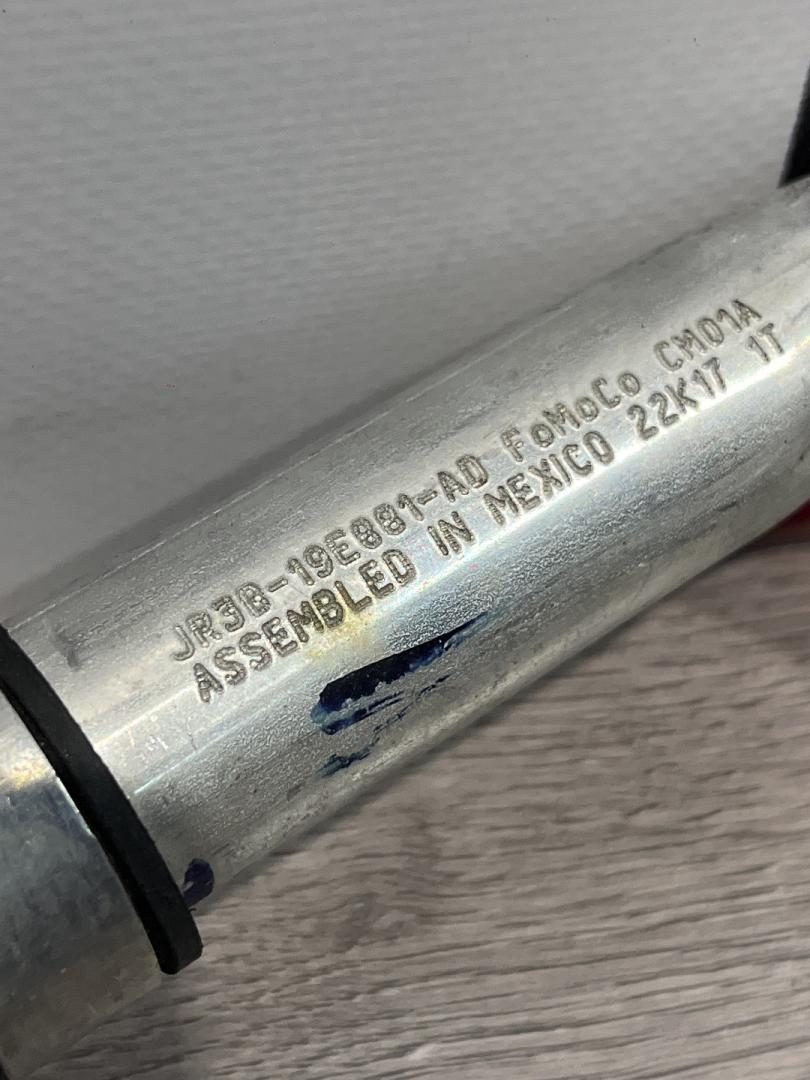 JR3B-19E881-AD FoMoCo CM01A
ASSEMBLED IN MEXICO 22K17 1T